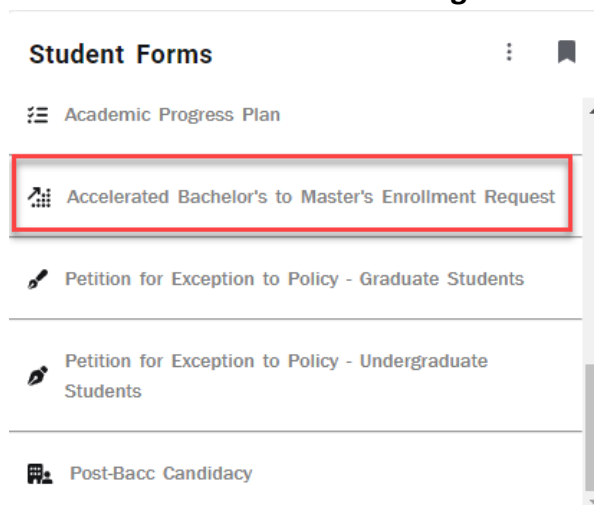 Student Forms
Academic Progress Plan
Accelerated Bachelor's to Master's Enrollment Request
Petition for Exception to Policy - Graduate Students
Petition for Exception to Policy - Undergraduate
Students
Post-Bacc Candidacy